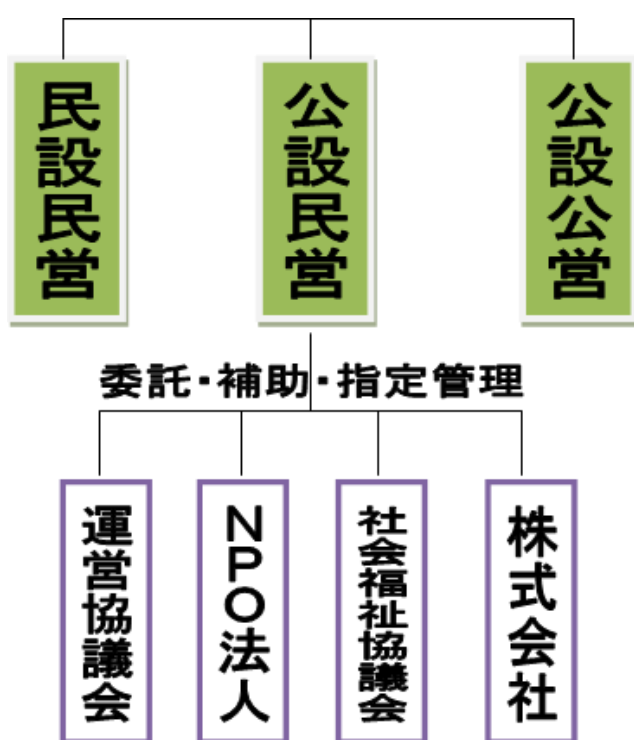 民設民営
公設民営
公設公営
委託・補助・指定管理
運営協議会
NPO法人
社会福祉協議会
株式会社